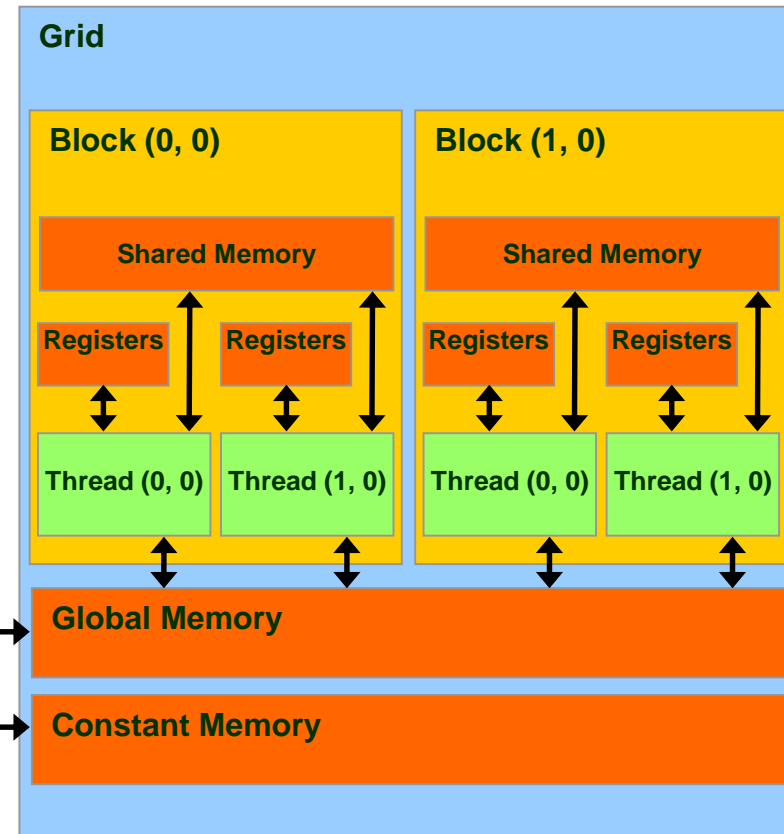 Grid
Block (0, 0)
Block (1, 0)
Shared Memory
Shared Memory
Registers
Registers
Registers
Registers
Thread (0, 0)
Thread (1, 0)
Thread (0, 0)
Thread (1, 0)
Global Memory
Constant Memory